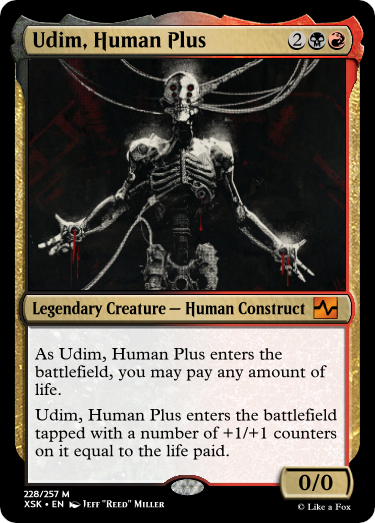 Udim, Human Plus 2
Legendary Creature — Human Construct
As Udim, Human Plus enters the
battlefield, you may pay any amount of
life.
Udim, Human Plus enters the battlefield
tapped with a number of +1/+1 counters
on it equal to the life paid.
0/0
228/257 M
XSK • EN Jeff "Reed" Miller
© Like a Fox